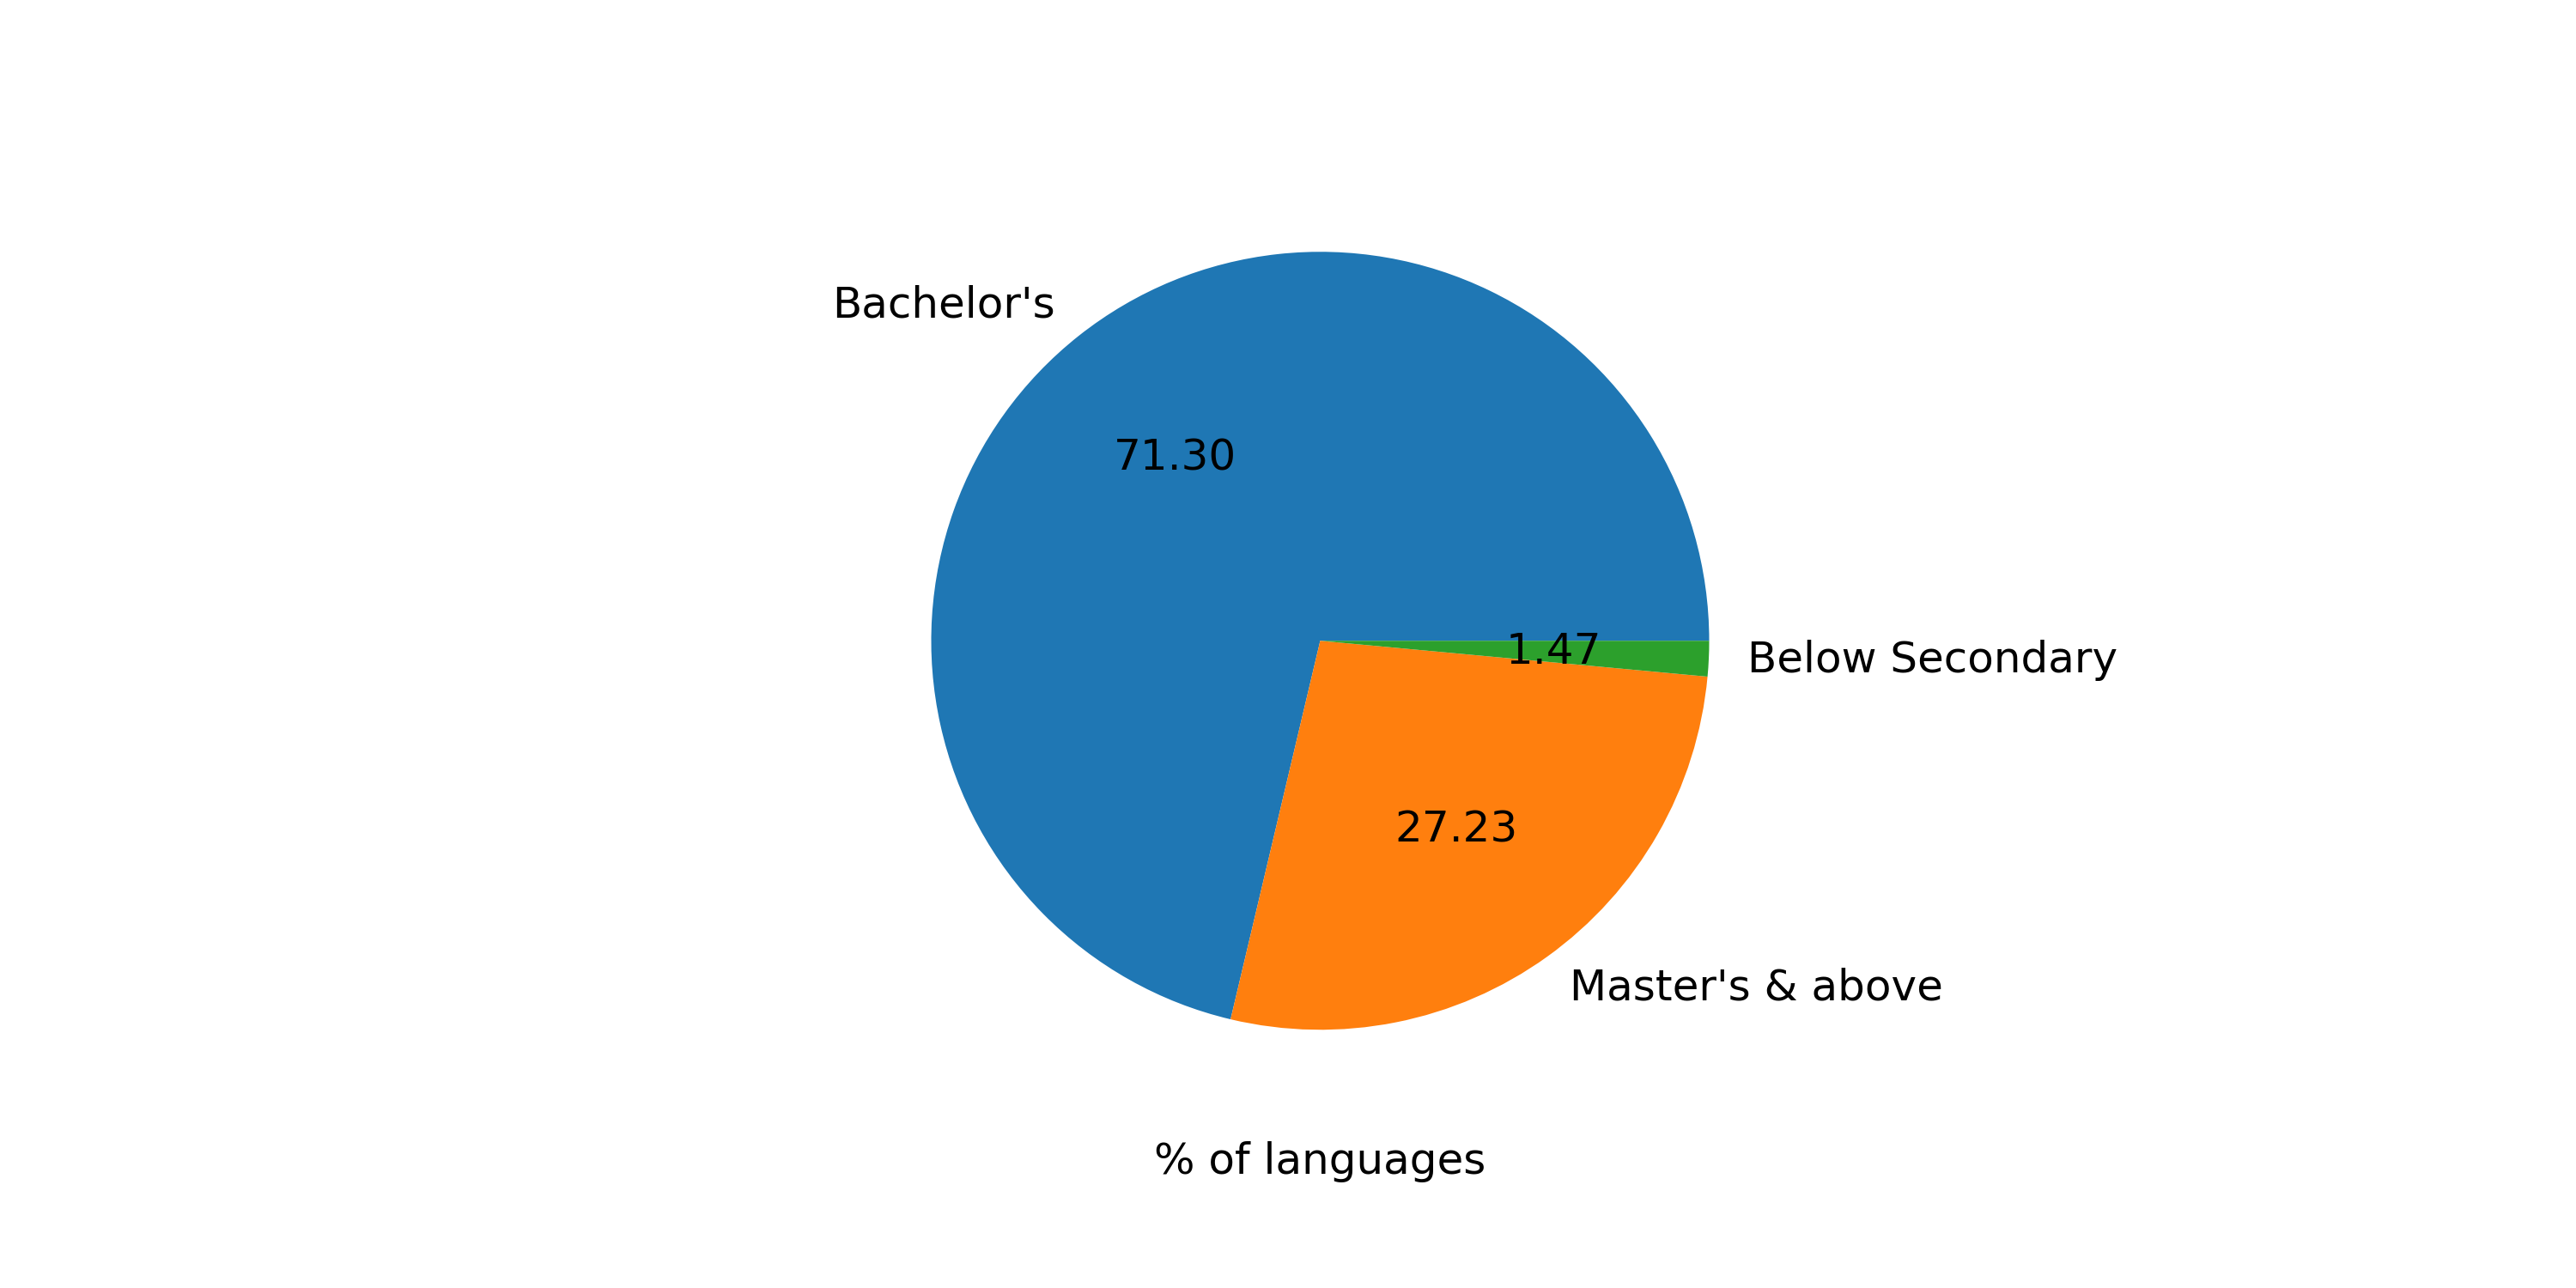 Bachelor's
71.30
1.47
Below Secondary
27.23
Master's & above
% of languages